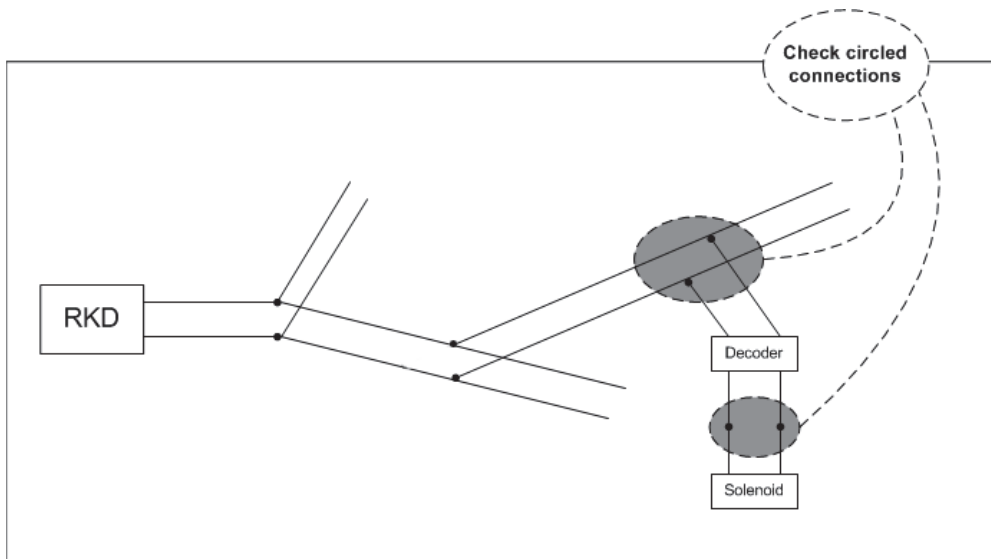 Check circled
connections
RKD
Decoder
Solenoid